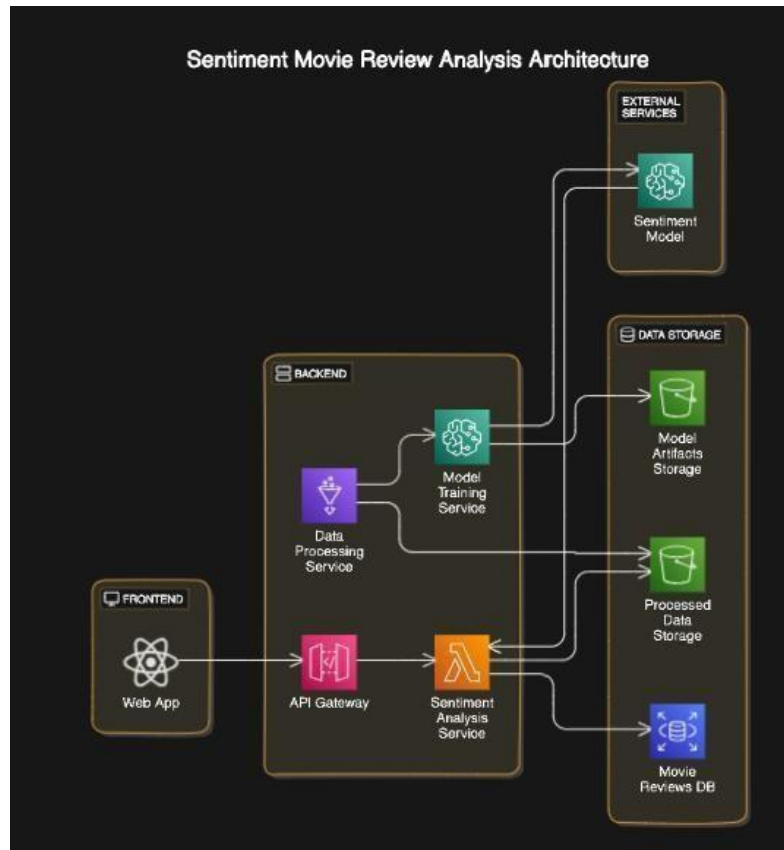 Sentiment Movie Review Analysis Architecture
EXTERNAL
SERVICES
Sentiment
Model
DATA STORAGE
BACKEND
Model
Artifacts
Storage
Model
Training
Service
Data
Processing
Service
Processed
Data
Storage
FRONTEND
Web App
API Gateway
Sentiment
Analysis
Service
Movie
Reviews DB